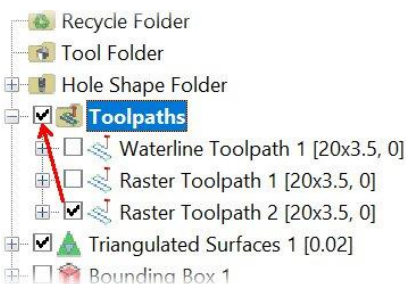 Recycle Folder
Tool Folder
Hole Shape Folder
Toolpaths
Waterline Toolpath 1 [20x3.5, 0]
Raster Toolpath 1 [20x3.5, 0]
Raster Toolpath 2 [20x3.5, 0]
Triangulated Surfaces 1 [0.02]
Bounding Box 1